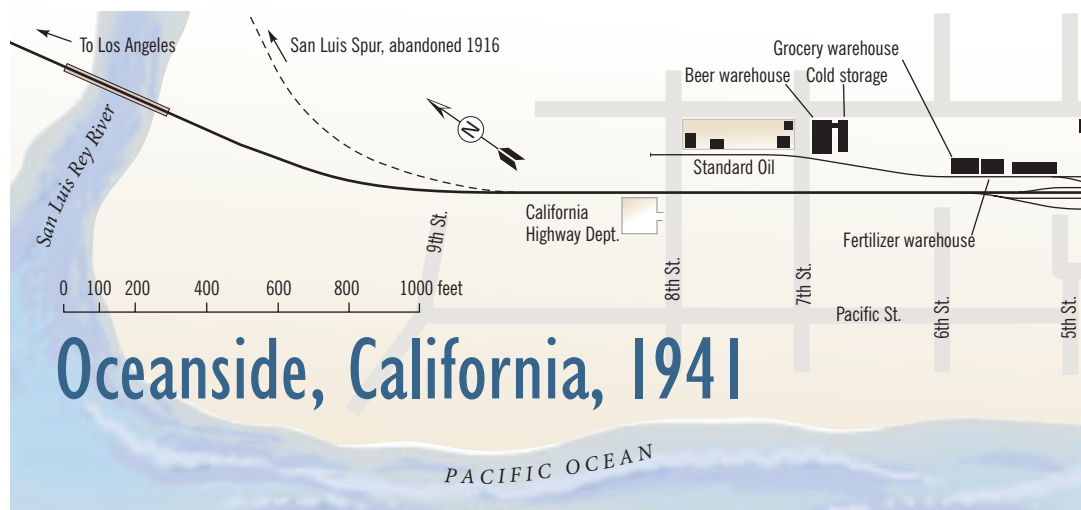 To Los Angeles
San Luis Spur, abandoned 1916
Grocery warehouse
Beer warehouse
Cold storage
N
San Luis Rey River
Standard Oil
California
Highway Dept.
9th St.
8th St.
7th St.
Fertilizer warehouse
0 100 200 400 600 800 1000 feet
Pacific St.
6th St.
5th St.
Oceanside, California, 1941
PACIFIC OCEAN